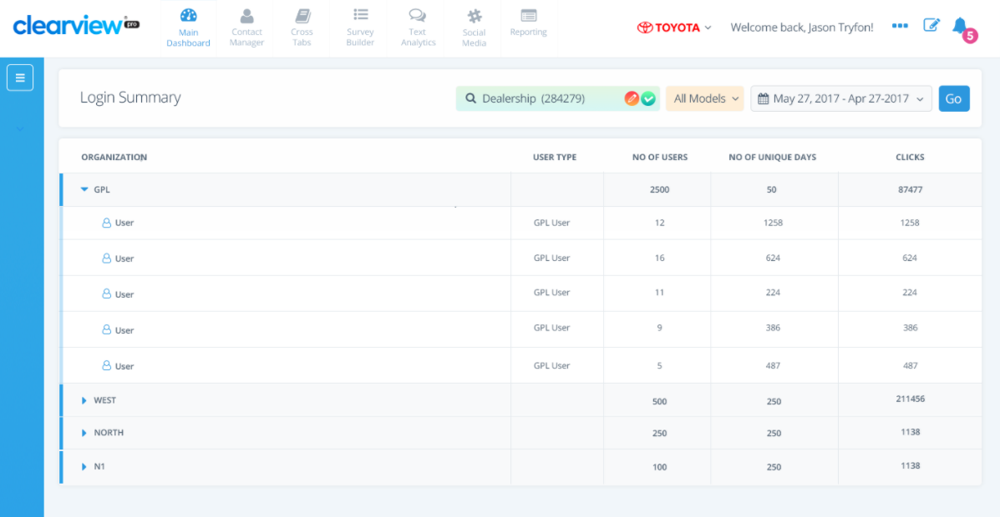 clearview pro
Main Dashboard
Contact Manager
Cross Tabs
Survey Builder
Text Analytics
Social Media
Reporting
TOYOTA
Welcome back, Jason Tryfon!
5
Login Summary
Dealership (284279)
All Models
May 27, 2017 - Apr 27-2017
Go
ORGANIZATION USER TYPE NO OF USERS NO OF UNIQUE DAYS CLICKS
GPL 2500 50 87477
User GPL User 12 1258 1258
User GPL User 16 624 624
User GPL User 11 224 224
User GPL User 9 386 386
User GPL User 5 487 487
WEST 500 250 211456
NORTH 250 250 1138
N1 100 250 1138